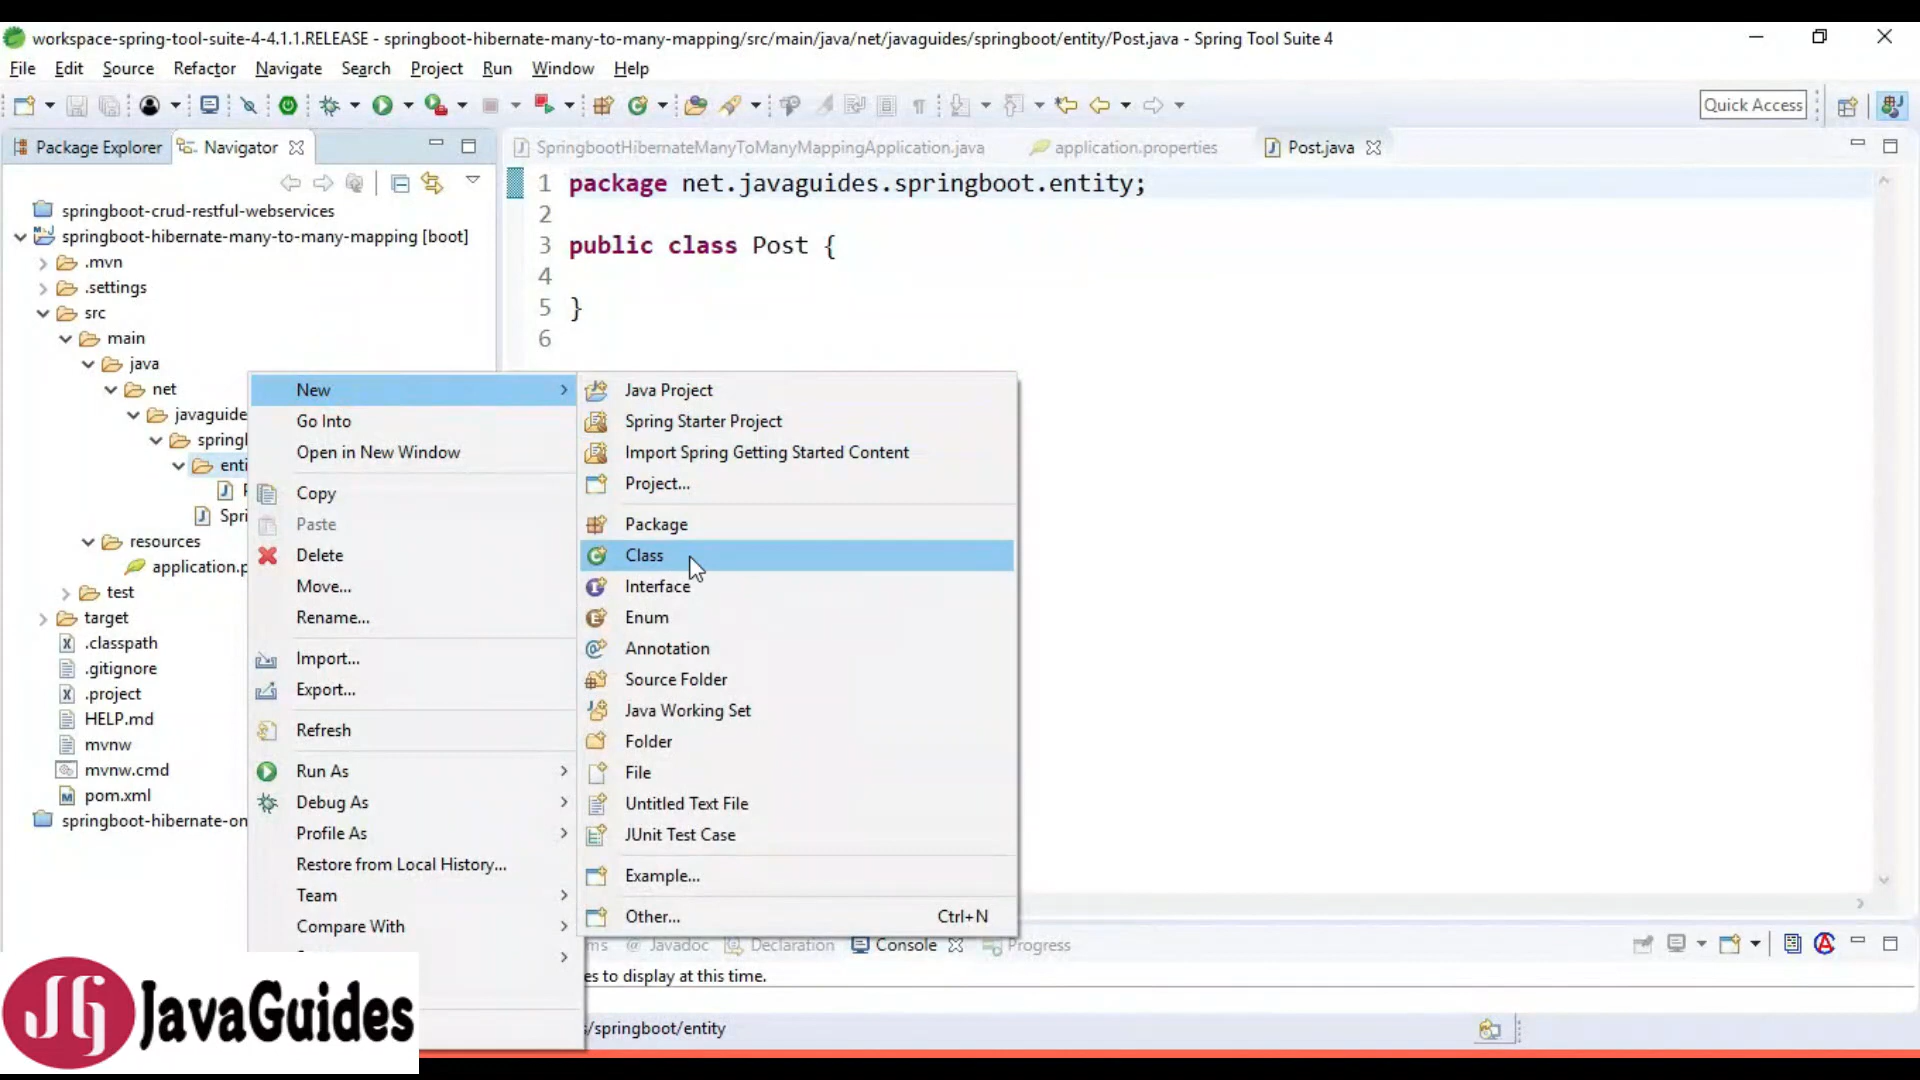 workspace-spring-tool-suite-4-4.1.1.RELEASE - springboot-hibernate-many-to-many-mapping/src/main/java/net/javaguides/springboot/entity/Post.java - Spring Tool Suite 4
File Edit Source Refactor Navigate Search Project Run Window Help
Quick Access
Package Explorer Navigator
SpringbootHibernateManyToManyMappingApplication.java application.properties Post.java
springboot-crud-restful-webservices
springboot-hibernate-many-to-many-mapping [boot]
.mvn
.settings
src
main
java
net
javaguide
springl
enti
Spri
resources
application.p
test
target
.classpath
.gitignore
.project
HELP.md
mvnw
mvnw.cmd
pom.xml
springboot-hibernate-on
1 package net.javaguides.springboot.entity;
2
3 public class Post {
4
5 }
6
New
Go Into
Open in New Window
Copy
Paste
Delete
Move...
Rename...
Import...
Export...
Refresh
Run As
Debug As
Profile As
Restore from Local History...
Team
Compare With
Java Project
Spring Starter Project
Import Spring Getting Started Content
Project...
Package
Class
Interface
Enum
Annotation
Source Folder
Java Working Set
Folder
File
Untitled Text File
JUnit Test Case
Example...
Other... Ctrl+N
ms @ Javadoc Declaration Console Progress
es to display at this time.
s/springboot/entity
JG JavaGuides